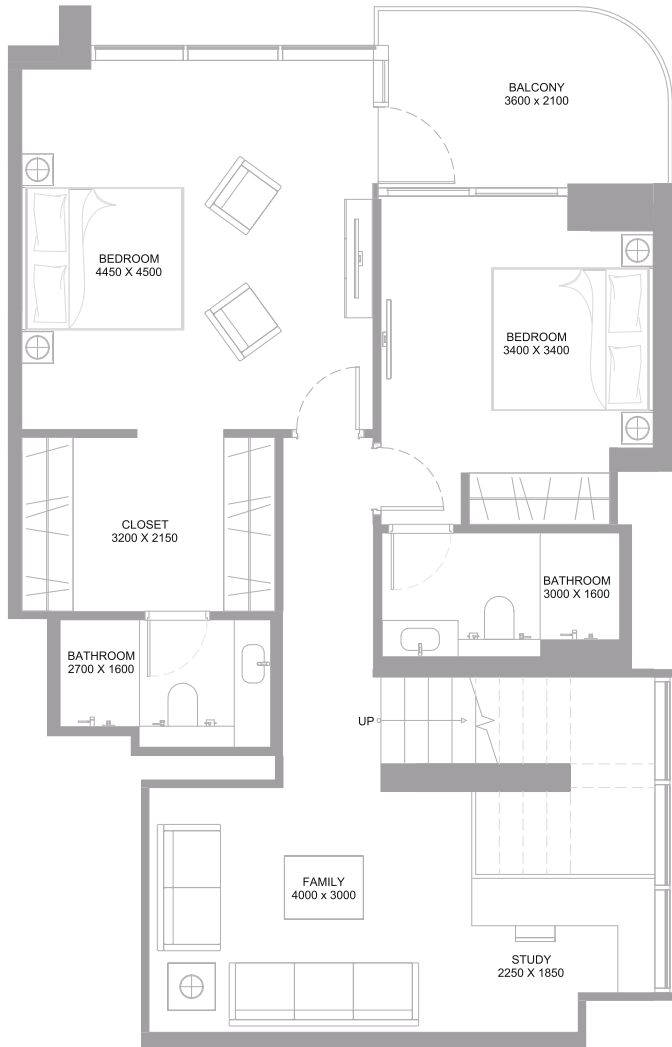 BALCONY
3600 x 2100
BEDROOM
4450 X 4500
BEDROOM
3400 X 3400
CLOSET
3200 X 2150
BATHROOM
3000 X 1600
BATHROOM
2700 X 1600
UP
FAMILY
4000 x 3000
STUDY
2250 X 1850